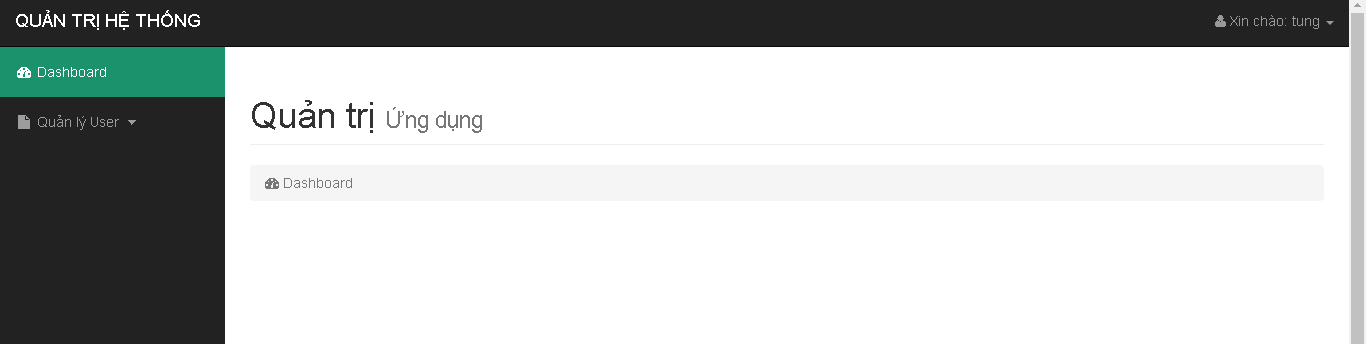 QUẢN TRỊ HỆ THỐNG
Xin chào: tung
Dashboard
Quản lý User
Quản trị Ứng dụng
Dashboard